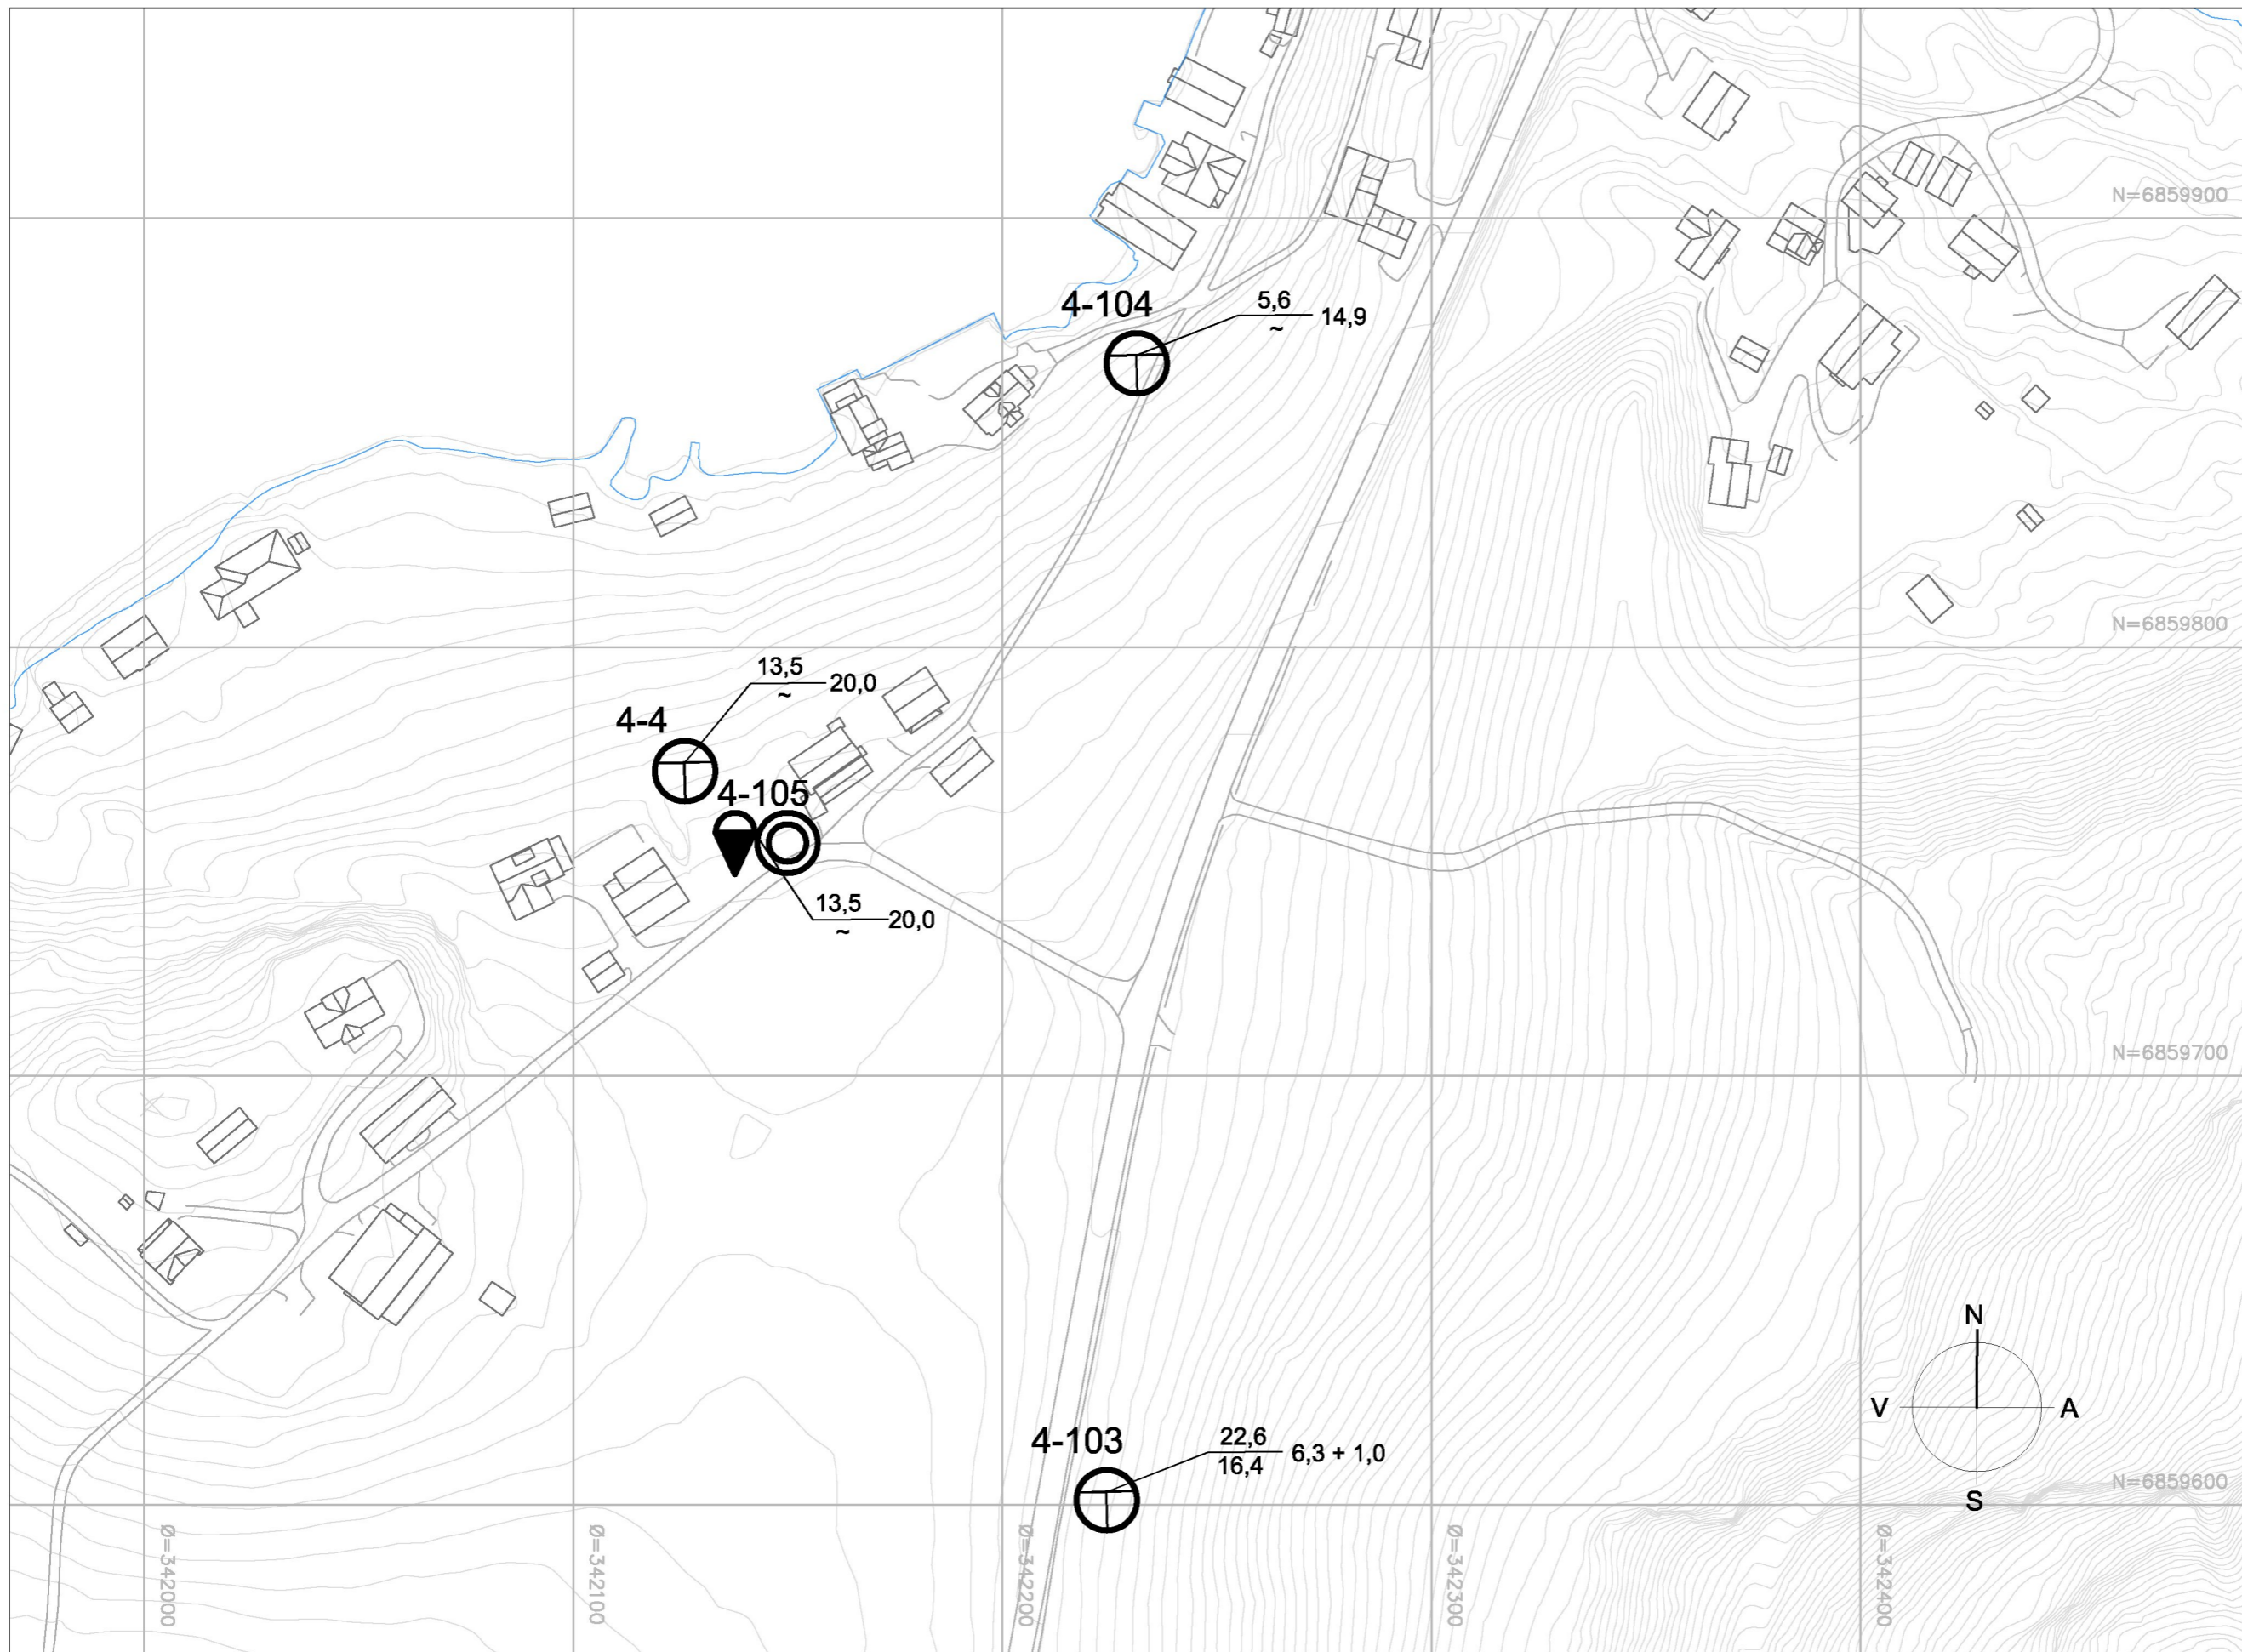 N=6859900
4-104
5,6
~
14,9
N=6859800
13,5
~
20,0
4-4
4-105
13,5
~
20,0
N=6859700
N
V
A
S
4-103
22,6
16,4
6,3 + 1,0
N=6859600
Ø=342000
Ø=342100
Ø=342200
Ø=342300
Ø=342400